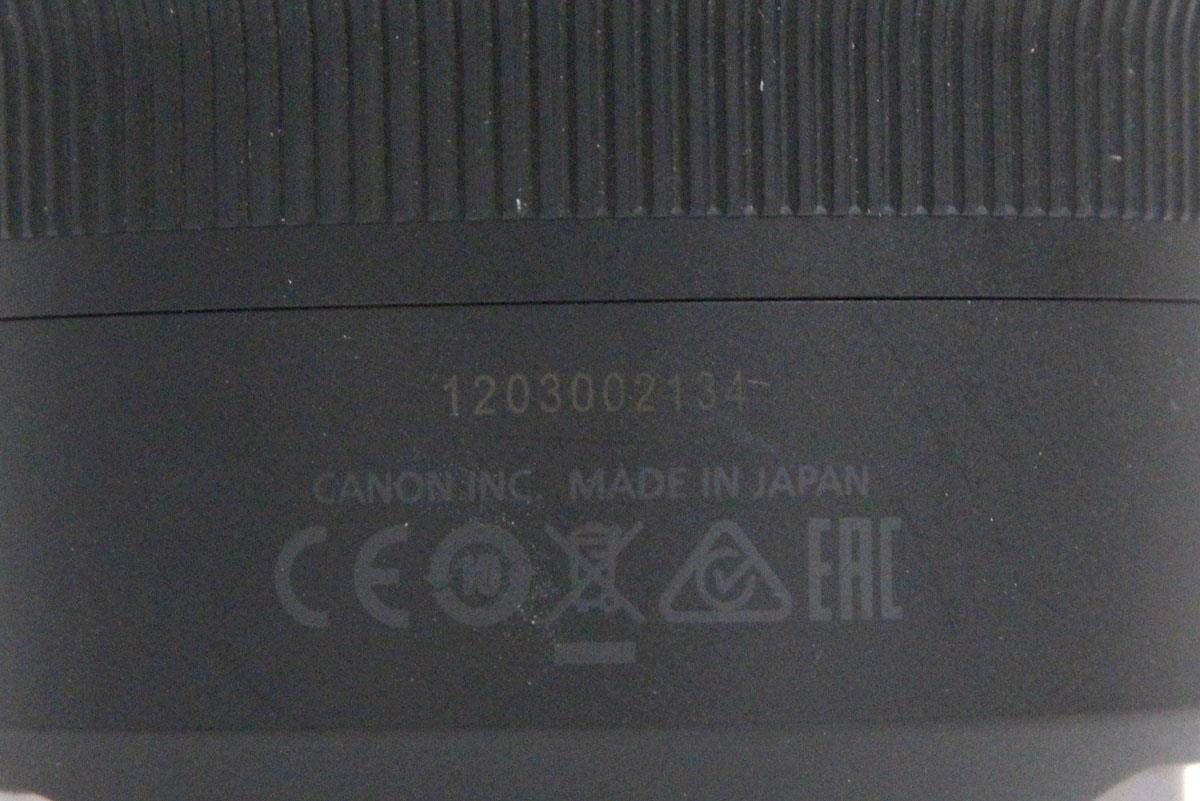 1203002134
CANON INC. MADE IN JAPAN
CE 10 EAC